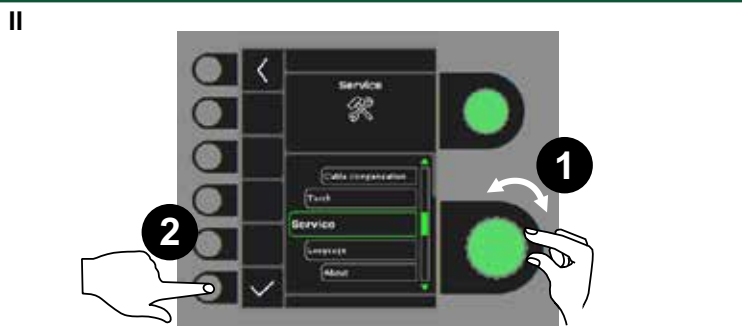 II
Service
Cable compensation
Torch
Service
Language
About
1
2